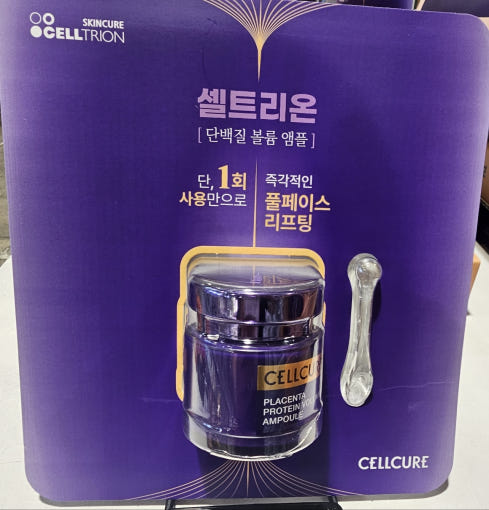 SKINCURE
CELLTRION
셀트리온
[ 단백질 볼륨 앰플 ]
단, 1회
사용만으로
즉각적인
풀페이스
리프팅
CELLCUR
PLACENTA
PROTEIN
AMPOULE
CELLCURE